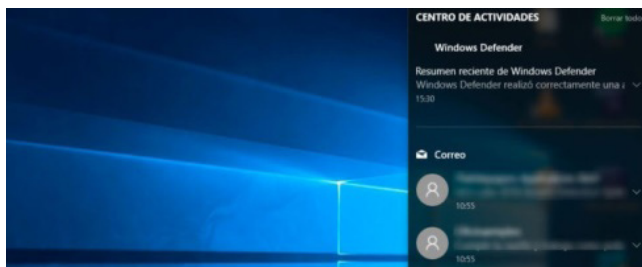 CENTRO DE ACTIVIDADES
Borrar todo
Windows Defender
Resumen reciente de Windows Defender
Windows Defender realizó correctamente una
15:30
Correo
10:55
10:55